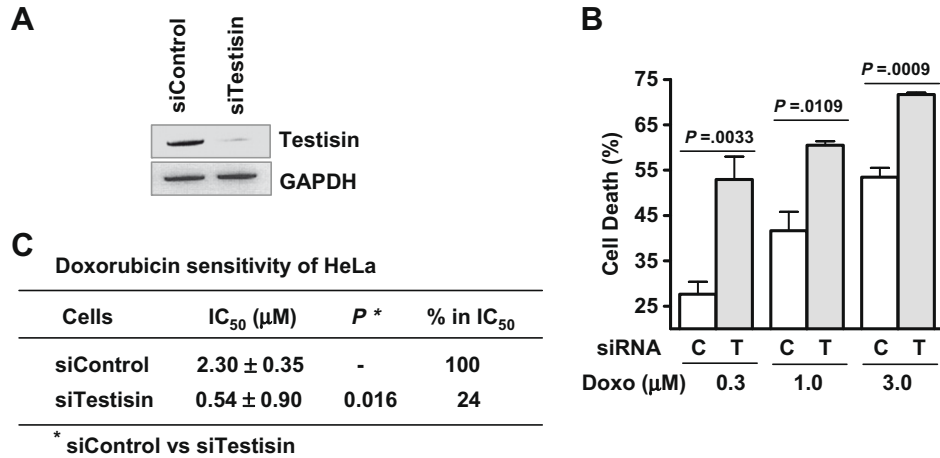 A
siControl
siTestisin
Testisin
GAPDH
B
Cell Death (%)
75
65
55
45
35
25
P =.0033
P =.0109
P =.0009
siRNA C T C T C T
Doxo (μM) 0.3 1.0 3.0
C
Doxorubicin sensitivity of HeLa
Cells IC50 (μM) P * % in IC50
siControl 2.30 ± 0.35 - 100
siTestisin 0.54 ± 0.90 0.016 24
* siControl vs siTestisin